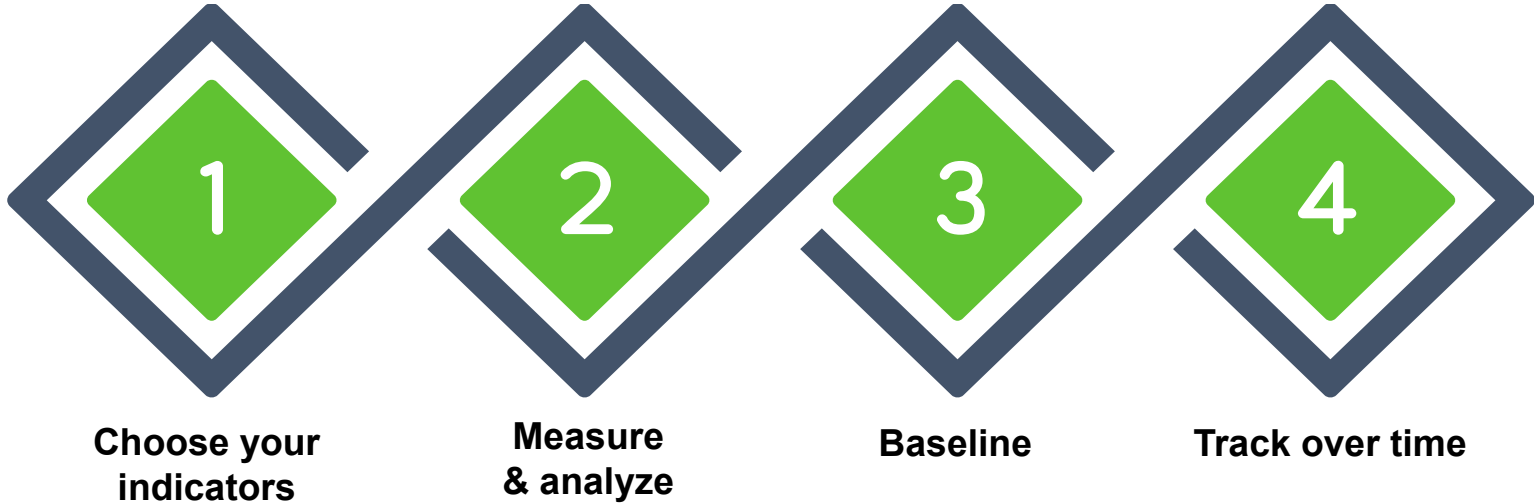 1
2
3
4
Choose your
indicators
Measure
& analyze
Baseline
Track over time